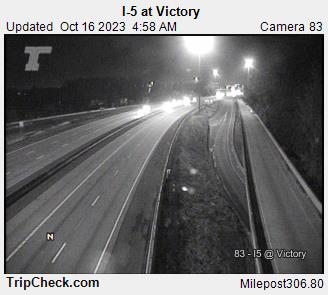 I-5 at Victory
Updated Oct 16 2023 4:58 AM Camera 83
T
N
83 - I5 @ Victory
TripCheck.com Milepost306.80